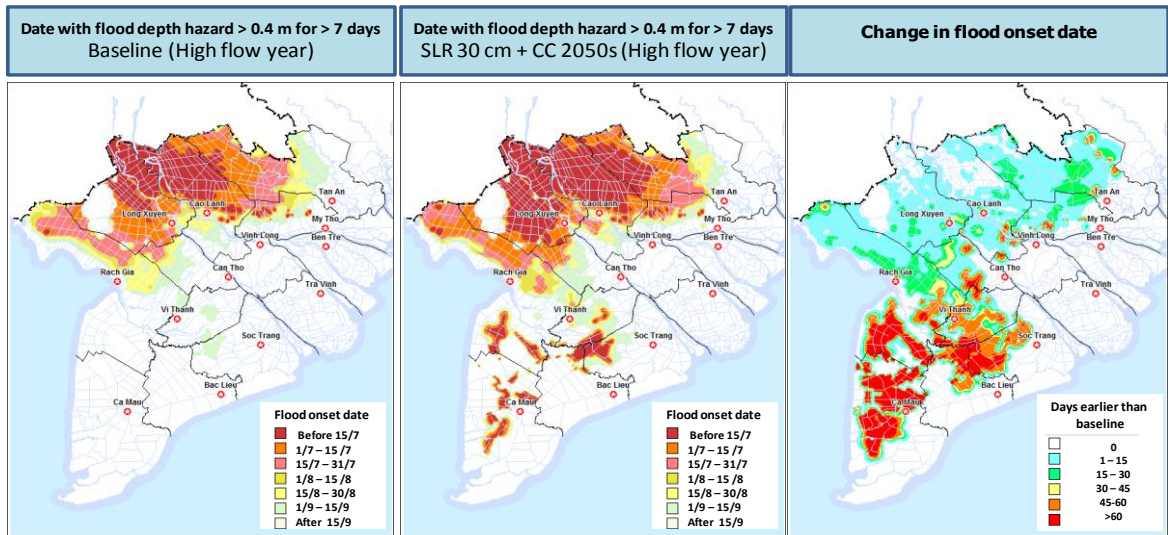 Date with flood depth hazard > 0.4 m for > 7 days
Baseline (High flow year)
Date with flood depth hazard > 0.4 m for > 7 days
SLR 30 cm + CC 2050s (High flow year)
Change in flood onset date
Tan An
Cao Lanh
Long Xuyen
My Tho
Vinh Long
Ben Tre
Can Tho
Rach Gia
Tra Vinh
Vi Thanh
Soc Trang
Bac Lieu
Ca Mau
Flood onset date
Before 15/7
1/7 – 15/7
15/7 – 31/7
1/8 – 15/8
15/8 – 30/8
1/9 – 15/9
After 15/9
Tan An
Cao Lanh
Long Xuyen
My Tho
Vinh Long
Ben Tre
Can Tho
Rach Gia
Tra Vinh
Vi Thanh
Soc Trang
Bac Lieu
Ca Mau
Flood onset date
Before 15/7
1/7 – 15/7
15/7 – 31/7
1/8 – 15/8
15/8 – 30/8
1/9 – 15/9
After 15/9
Tan An
Cao Lanh
Long Xuyen
My Tho
Vinh Long
Ben Tre
Can Tho
Rach Gia
Tra Vinh
Vi Thanh
Soc Trang
Bac Lieu
Ca Mau
Days earlier than
baseline
0
1 – 15
15 – 30
30 – 45
45-60
>60